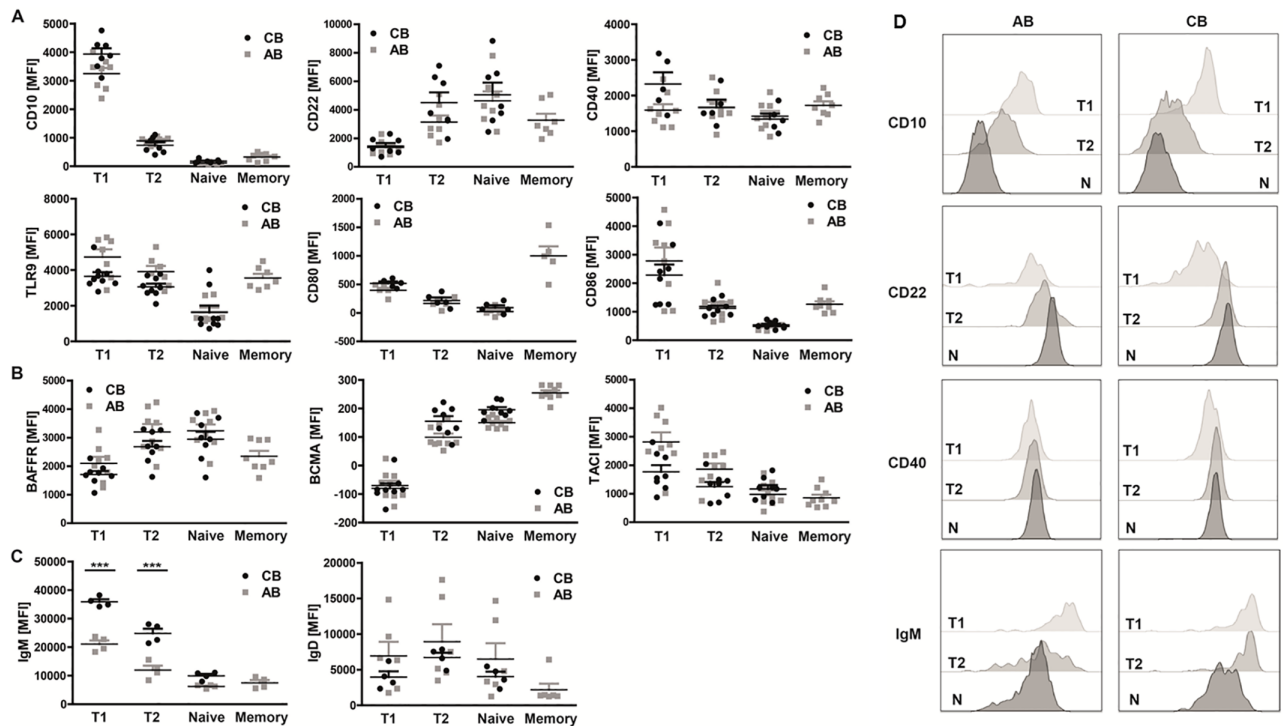 A
CD10 [MFI]
5000
4000
3000
2000
1000
0
CB
AB
T1 T2 Naive Memory
CD22 [MFI]
10000
8000
6000
4000
2000
0
CB
AB
T1 T2 Naive Memory
CD40 [MFI]
4000
3000
2000
1000
0
CB
AB
T1 T2 Naive Memory
TLR9 [MFI]
8000
6000
4000
2000
0
CB
AB
T1 T2 Naive Memory
CD80 [MFI]
2000
1500
1000
500
0
-500
CB
AB
T1 T2 Naive Memory
CD86 [MFI]
5000
4000
3000
2000
1000
0
CB
AB
T1 T2 Naive Memory
B
BAFFR [MFI]
5000
4000
3000
2000
1000
0
CB
AB
T1 T2 Naive Memory
BCMA [MFI]
300
200
100
0
-100
-200
CB
AB
T1 T2 Naive Memory
TACI [MFI]
5000
4000
3000
2000
1000
0
CB
AB
T1 T2 Naive Memory
C
IgM [MFI]
50000
40000
30000
20000
10000
0
*** ***
CB
AB
T1 T2 Naive Memory
IgD [MFI]
20000
15000
10000
5000
0
CB
AB
T1 T2 Naive Memory
D
AB CB
CD10
T1 T1
T2 T2
N N
CD22
T1 T1
T2 T2
N N
CD40
T1 T1
T2 T2
N N
IgM
T1 T1
T2 T2
N N